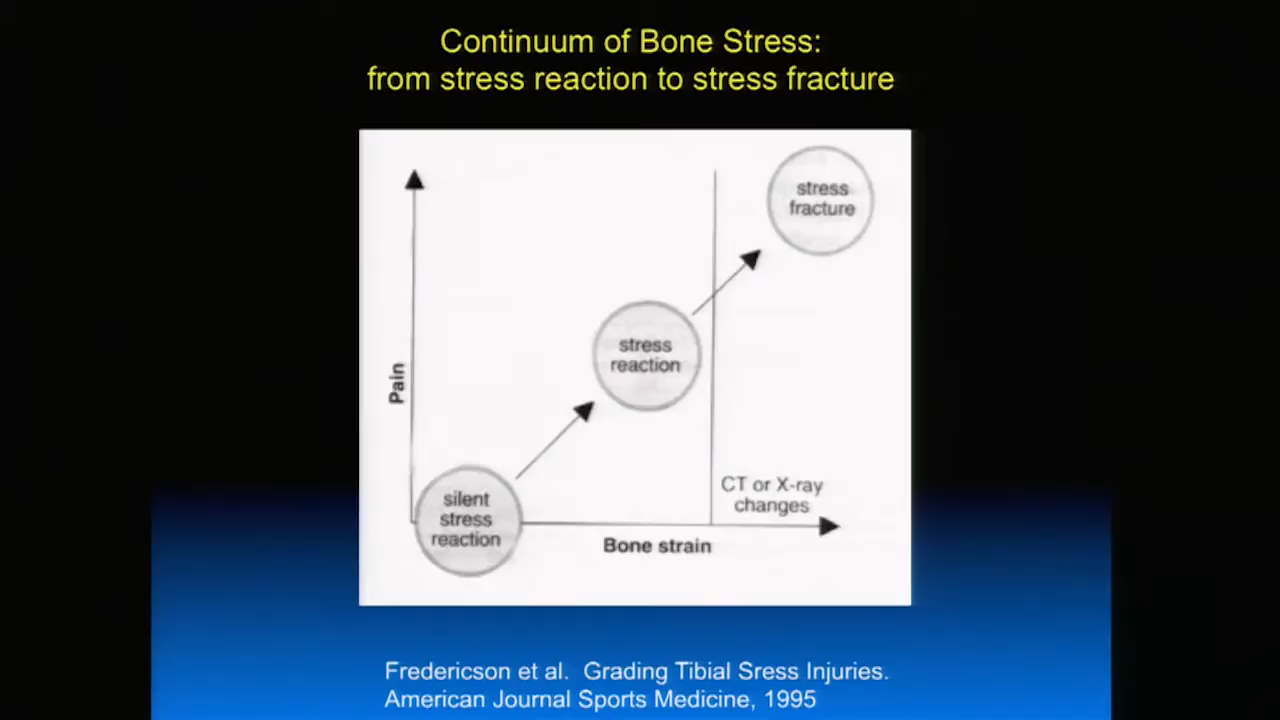 Continuum of Bone Stress:
from stress reaction to stress fracture
stress
fracture
stress
reaction
Pain
silent
stress
reaction
CT or X-ray
changes
Bone strain
Fredericson et al. Grading Tibial Sress Injuries.
American Journal Sports Medicine, 1995